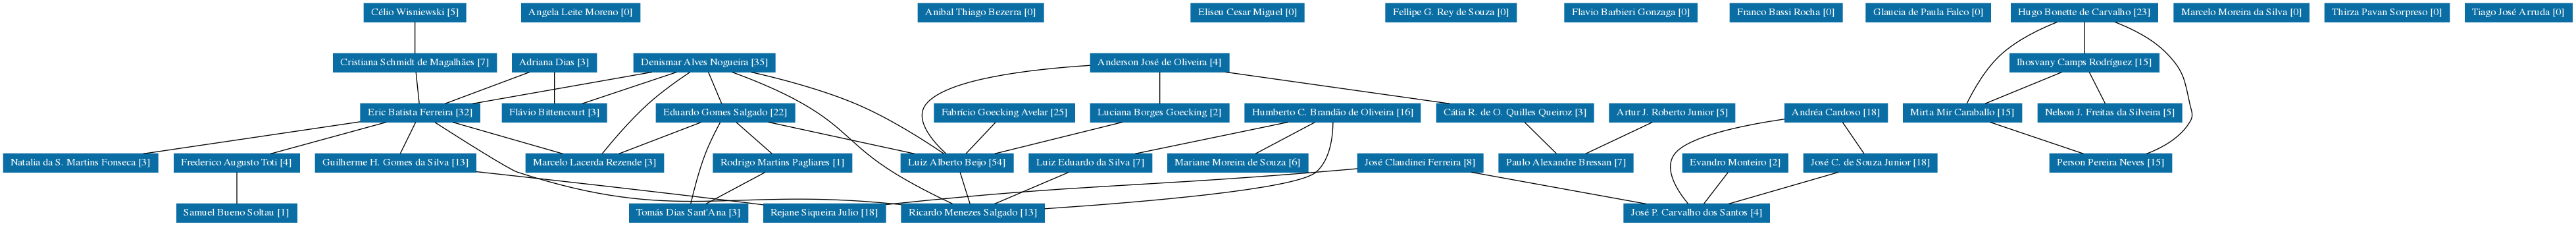 Célio Wisniewski [5]
Angela Leite Moreno [0]
Anibal Thiago Bezerra [0]
Eliseu Cesar Miguel [0]
Fellipe G. Rey de Souza [0]
Flavio Barbieri Gonzaga [0]
Franco Bassi Rocha [0]
Glaucia de Paula Falco [0]
Hugo Bonette de Carvalho [23]
Marcelo Moreira da Silva [0]
Thirza Pavan Sorpreso [0]
Tiago José Arruda [0]
Cristiana Schmidt de Magalhães [7]
Adriana Dias [3]
Denismar Alves Nogueira [35]
Anderson José de Oliveira [4]
Ihosvany Camps Rodríguez [15]
Eric Batista Ferreira [32]
Flávio Bittencourt [3]
Eduardo Gomes Salgado [22]
Fabrício Goecking Avelar [25]
Luciana Borges Goecking [2]
Humberto C. Brandão de Oliveira [16]
Cátia R. de O. Quilles Queiroz [3]
Artur J. Roberto Junior [5]
Andréa Cardoso [18]
Mirta Mir Caraballo [15]
Nelson J. Freitas da Silveira [5]
Natalia da S. Martins Fonseca [3]
Frederico Augusto Toti [4]
Guilherme H. Gomes da Silva [13]
Marcelo Lacerda Rezende [3]
Rodrigo Martins Pagliares [1]
Luiz Alberto Beijo [54]
Luiz Eduardo da Silva [7]
Mariane Moreira de Souza [6]
José Claudinei Ferreira [8]
Paulo Alexandre Bressan [7]
Evandro Monteiro [2]
José C. de Souza Junior [18]
Person Pereira Neves [15]
Samuel Bueno Soltau [1]
Tomás Dias Sant'Ana [3]
Rejane Siqueira Julio [18]
Ricardo Menezes Salgado [13]
José P. Carvalho dos Santos [4]